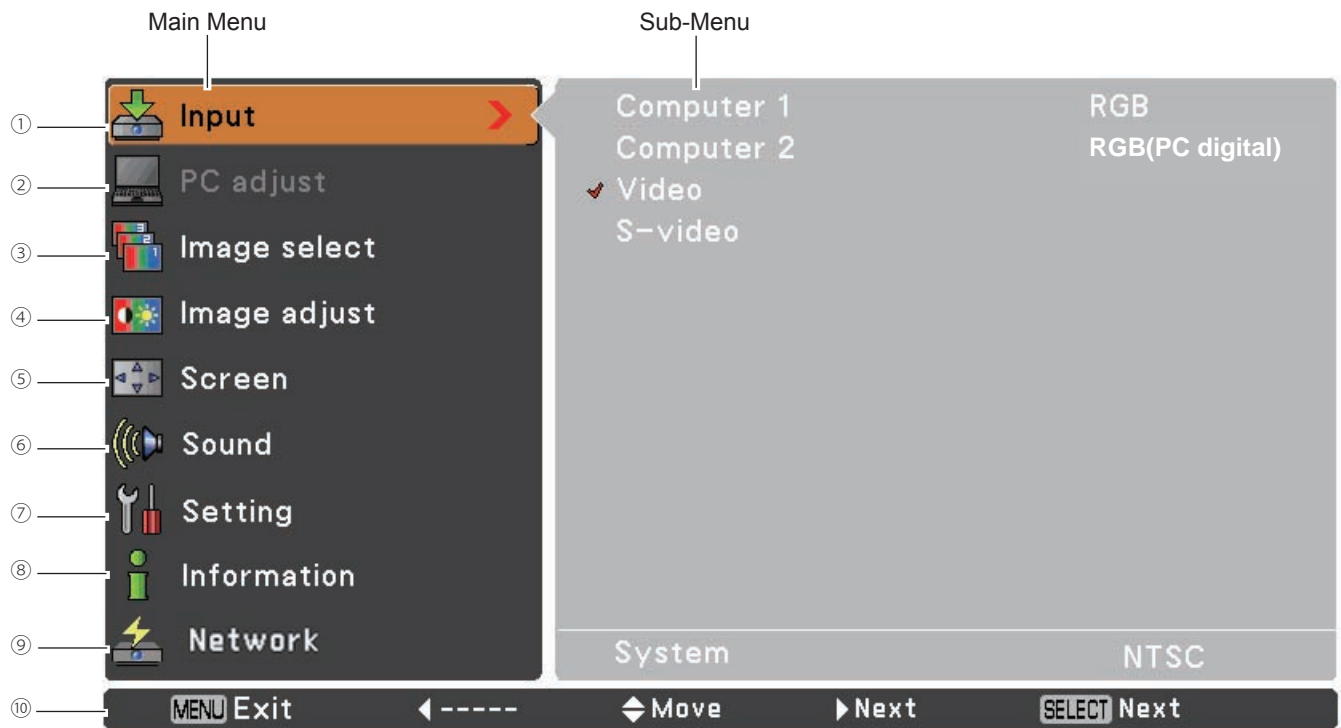 Main Menu
Sub-Menu
① Input
② PC adjust
③ Image select
④ Image adjust
⑤ Screen
⑥ Sound
⑦ Setting
⑧ Information
⑨ Network
Computer 1 RGB
Computer 2 RGB(PC digital)
Video
S-video
System NTSC
⑩ MENU Exit ◀----- Move ▶Next SELECT Next